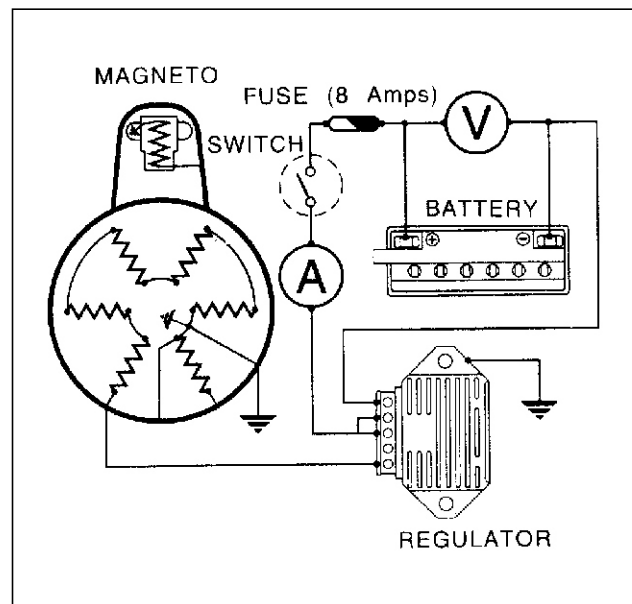 MAGNETO
FUSE (8 Amps)
SWITCH
V
BATTERY
+ -
A
REGULATOR